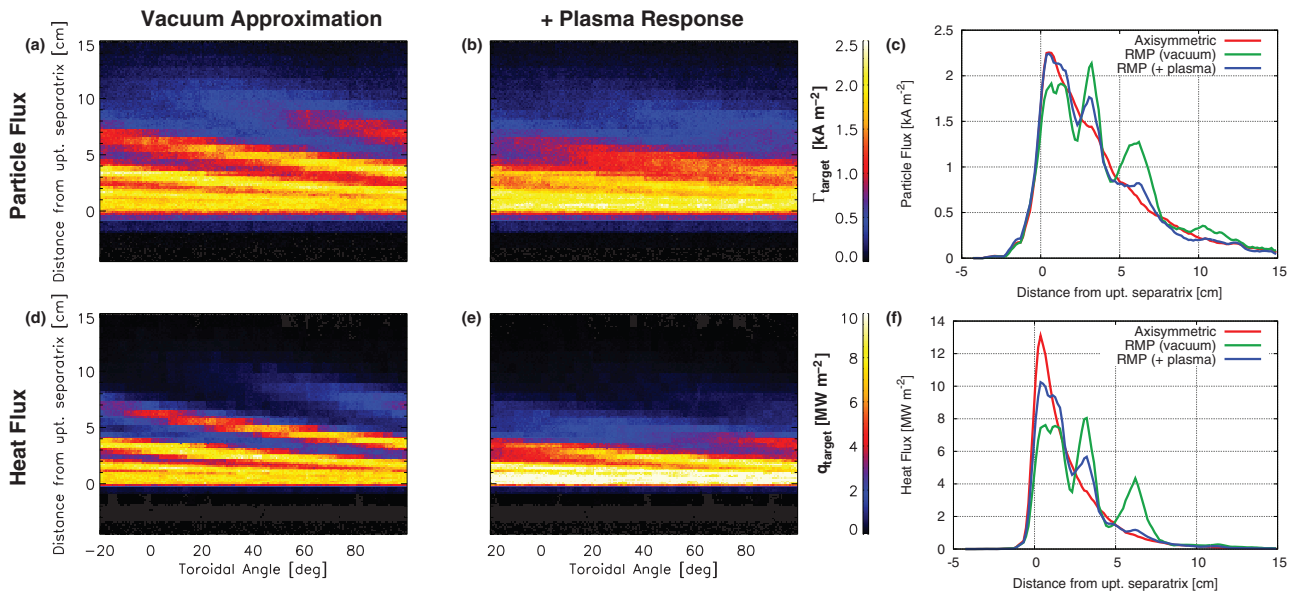 Vacuum Approximation
+ Plasma Response
Particle Flux
Heat Flux
(a)
Distance from upt. separatrix [cm]
15
10
5
0
(b)
2.5
2.0
1.5
1.0
0.5
0.0
Γtarget [kA m⁻²]
(c)
Particle Flux [kA m⁻²]
2.5
2
1.5
1
0.5
0
-5
0
5
10
15
Distance from upt. separatrix [cm]
Axisymmetric
RMP (vacuum)
RMP (+ plasma)
(d)
Distance from upt. separatrix [cm]
15
10
5
0
−20
0
20
40
60
80
Toroidal Angle [deg]
(e)
20
0
20
40
60
80
Toroidal Angle [deg]
10
8
6
4
2
0
qtarget [MW m⁻²]
(f)
Heat Flux [MW m⁻²]
14
12
10
8
6
4
2
0
-5
0
5
10
15
Distance from upt. separatrix [cm]
Axisymmetric
RMP (vacuum)
RMP (+ plasma)